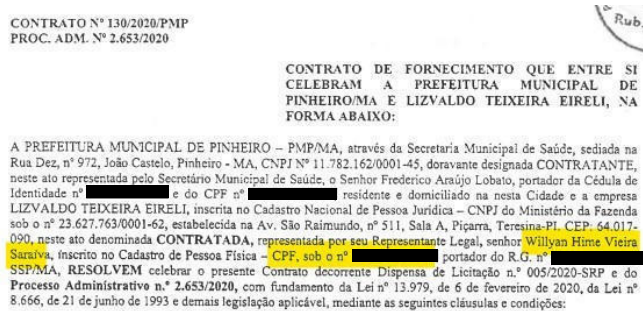 CONTRATO Nº 130/2020/PMP
PROC. ADM. Nº 2.653/2020
Rub.
CONTRATO DE FORNECIMENTO QUE ENTRE SI
CELEBRAM A PREFEITURA MUNICIPAL DE
PINHEIRO/MA E LIZVALDO TEIXEIRA EIRELI, NA
FORMA ABAIXO:
A PREFEITURA MUNICIPAL DE PINHEIRO – PMP/MA, através da Secretaria Municipal de Saúde, sediada na
Rua Dez, nº 972, João Castelo, Pinheiro - MA, CNPJ Nº 11.782.162/0001-45, doravante designada CONTRATANTE,
neste ato representada pelo Secretário Municipal de Saúde, o Senhor Frederico Araújo Lobato, portador da Cédula de
Identidade nº e do CPF nº residente e domiciliado nesta Cidade e a empresa
LIZVALDO TEIXEIRA EIRELI, inscrita no Cadastro Nacional de Pessoa Jurídica – CNPJ do Ministério da Fazenda
sob o nº 23.627.763/0001-62, estabelecida na Av. São Raimundo, nº 511, Sala A, Piçarra, Teresina-PI. CEP: 64.017-
090, neste ato denominada CONTRATADA, representada por seu Representante Legal, senhor Willyan Hime Vieira
Saraiva, inscrito no Cadastro de Pessoa Física – CPF, sob o nº portador do R.G. nº
SSP/MA, RESOLVEM celebrar o presente Contrato decorrente Dispensa de Licitação n.º 005/2020-SRP e do
Processo Administrativo n.º 2.653/2020, com fundamento da Lei nº 13.979, de 6 de fevereiro de 2020, da Lei nº
8.666, de 21 de junho de 1993 e demais legislação aplicável, mediante as seguintes cláusulas e condições: